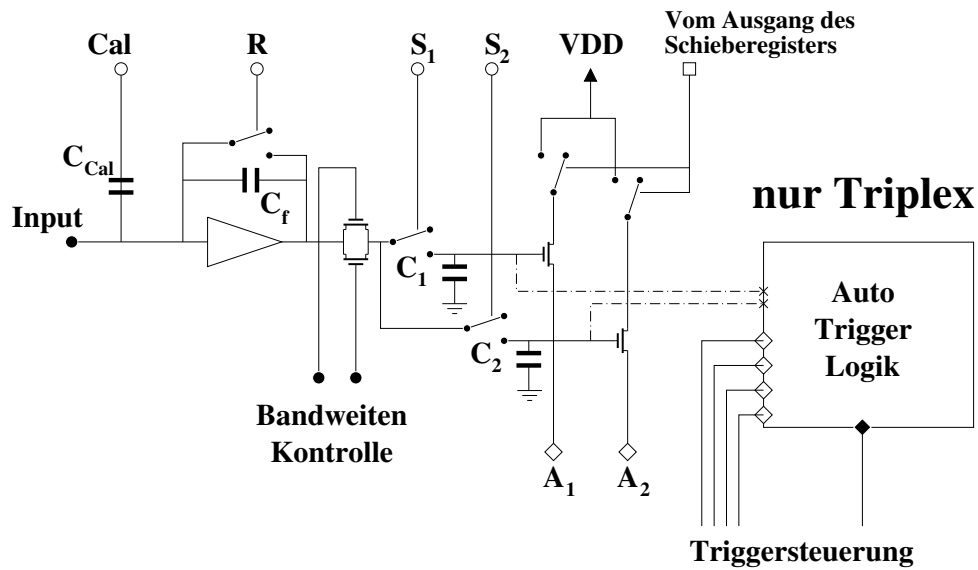 Cal
R
S1
S2
VDD
Vom Ausgang des
Schieberegisters
CCal
Cf
Input
nur Triplex
C1
C2
Auto
Trigger
Logik
Bandweiten
Kontrolle
A1
A2
Triggersteuerung